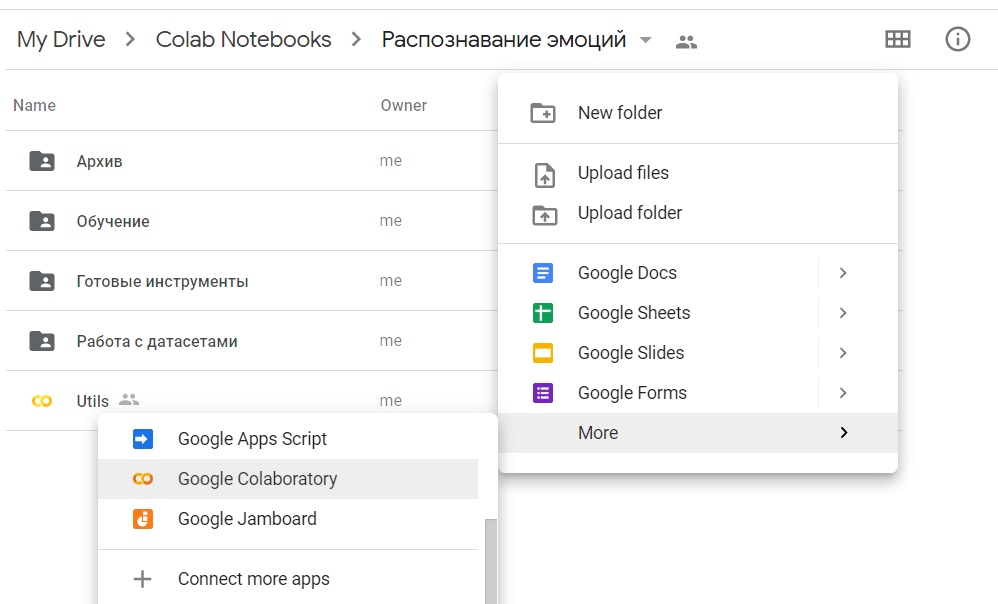 My Drive > Colab Notebooks > Распознавание эмоций
Name Owner
Архив me
Обучение me
Готовые инструменты me
Работа с датасетами me
Utils me
New folder
Upload files
Upload folder
Google Docs
Google Sheets
Google Slides
Google Forms
More
Google Apps Script
Google Colaboratory
Google Jamboard
Connect more apps